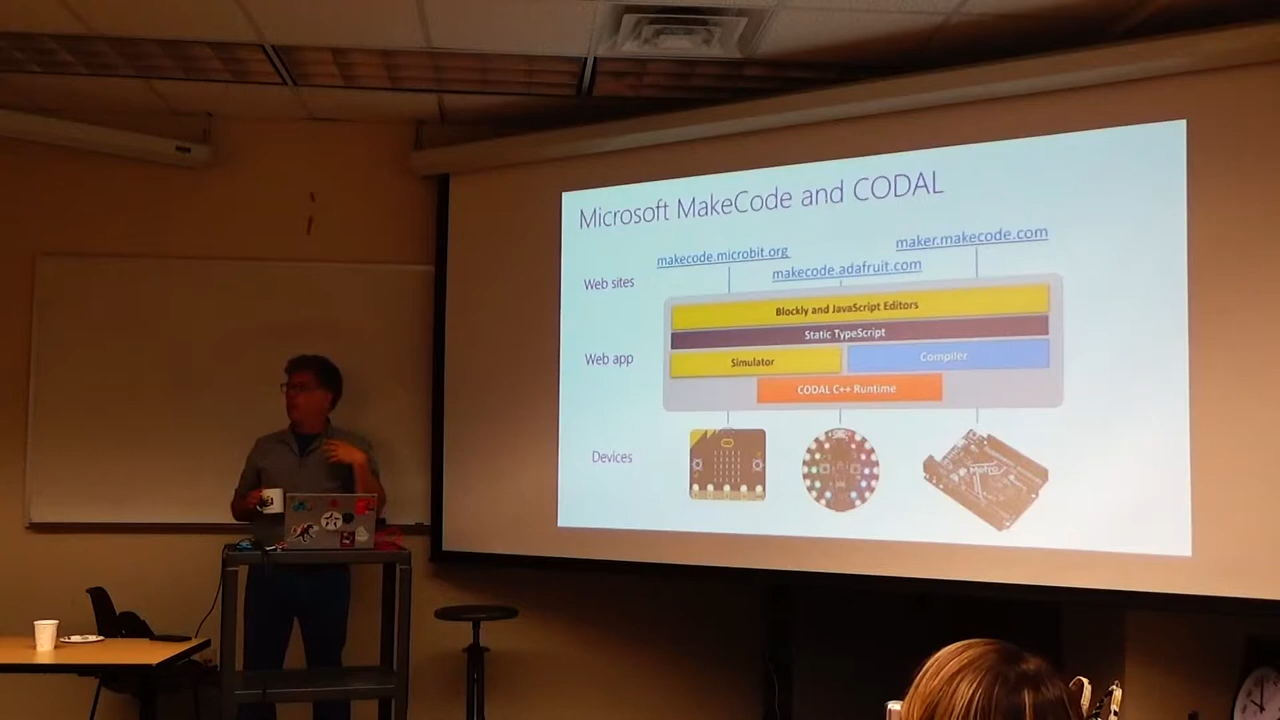 Microsoft MakeCode and CODAL
makecode.microbit.org
maker.makecode.com
makecode.adafruit.com
Web sites
Blockly and JavaScript Editors
Static TypeScript
Web app
Simulator
Compiler
CODAL C++ Runtime
Devices
Metro